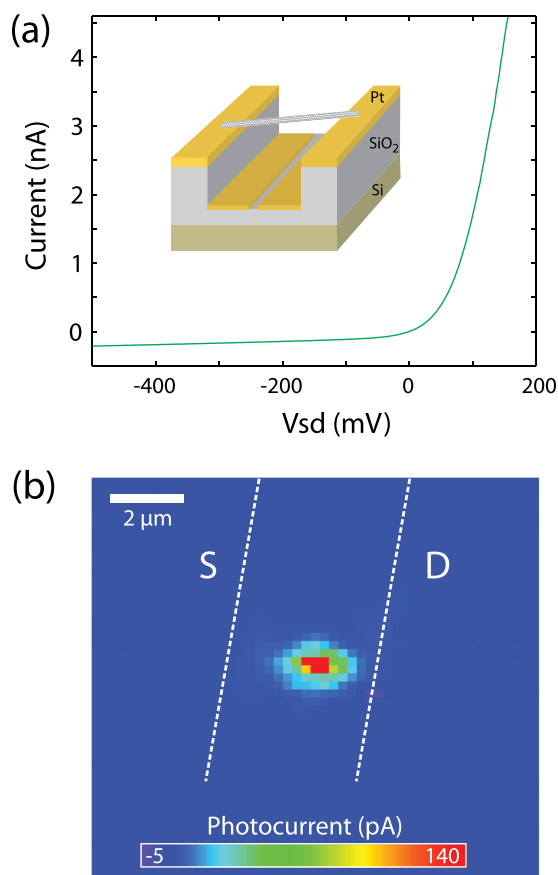 (a)
4
3
2
1
0
Current (nA)
Pt
SiO₂
Si
-400
-200
0
200
Vsd (mV)
(b)
2 μm
S
D
Photocurrent (pA)
-5
140